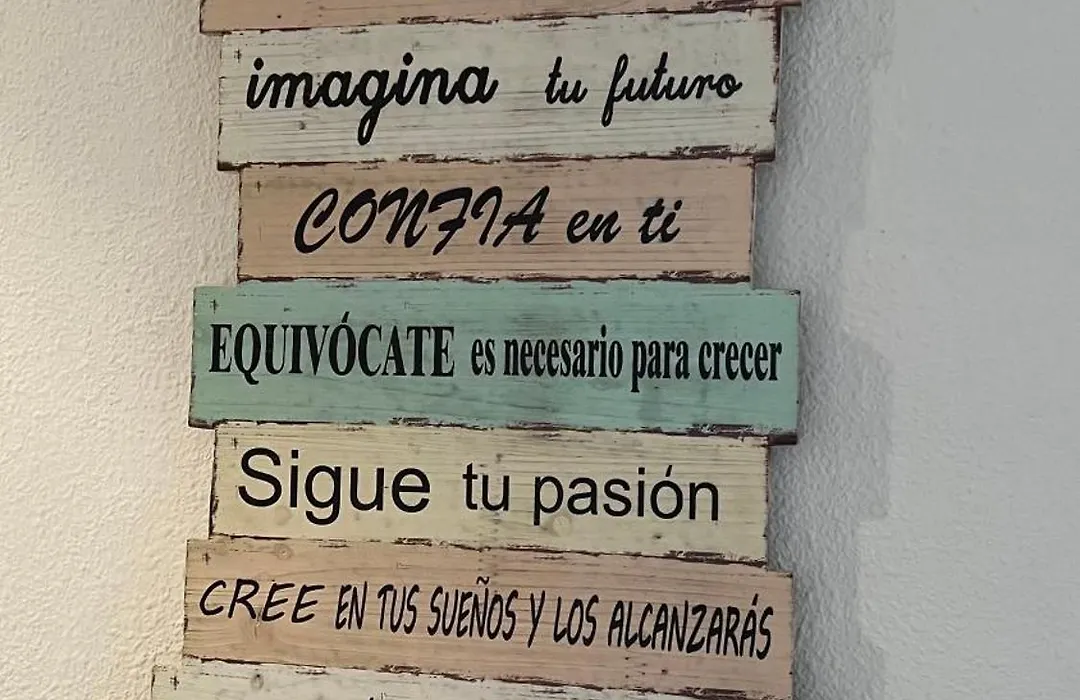 imagina tu futuro
CONFIA en ti
EQUIVÓCATE es necesario para crecer
Sigue tu pasión
CREE EN TUS SUEÑOS Y LOS ALCANZARÁS